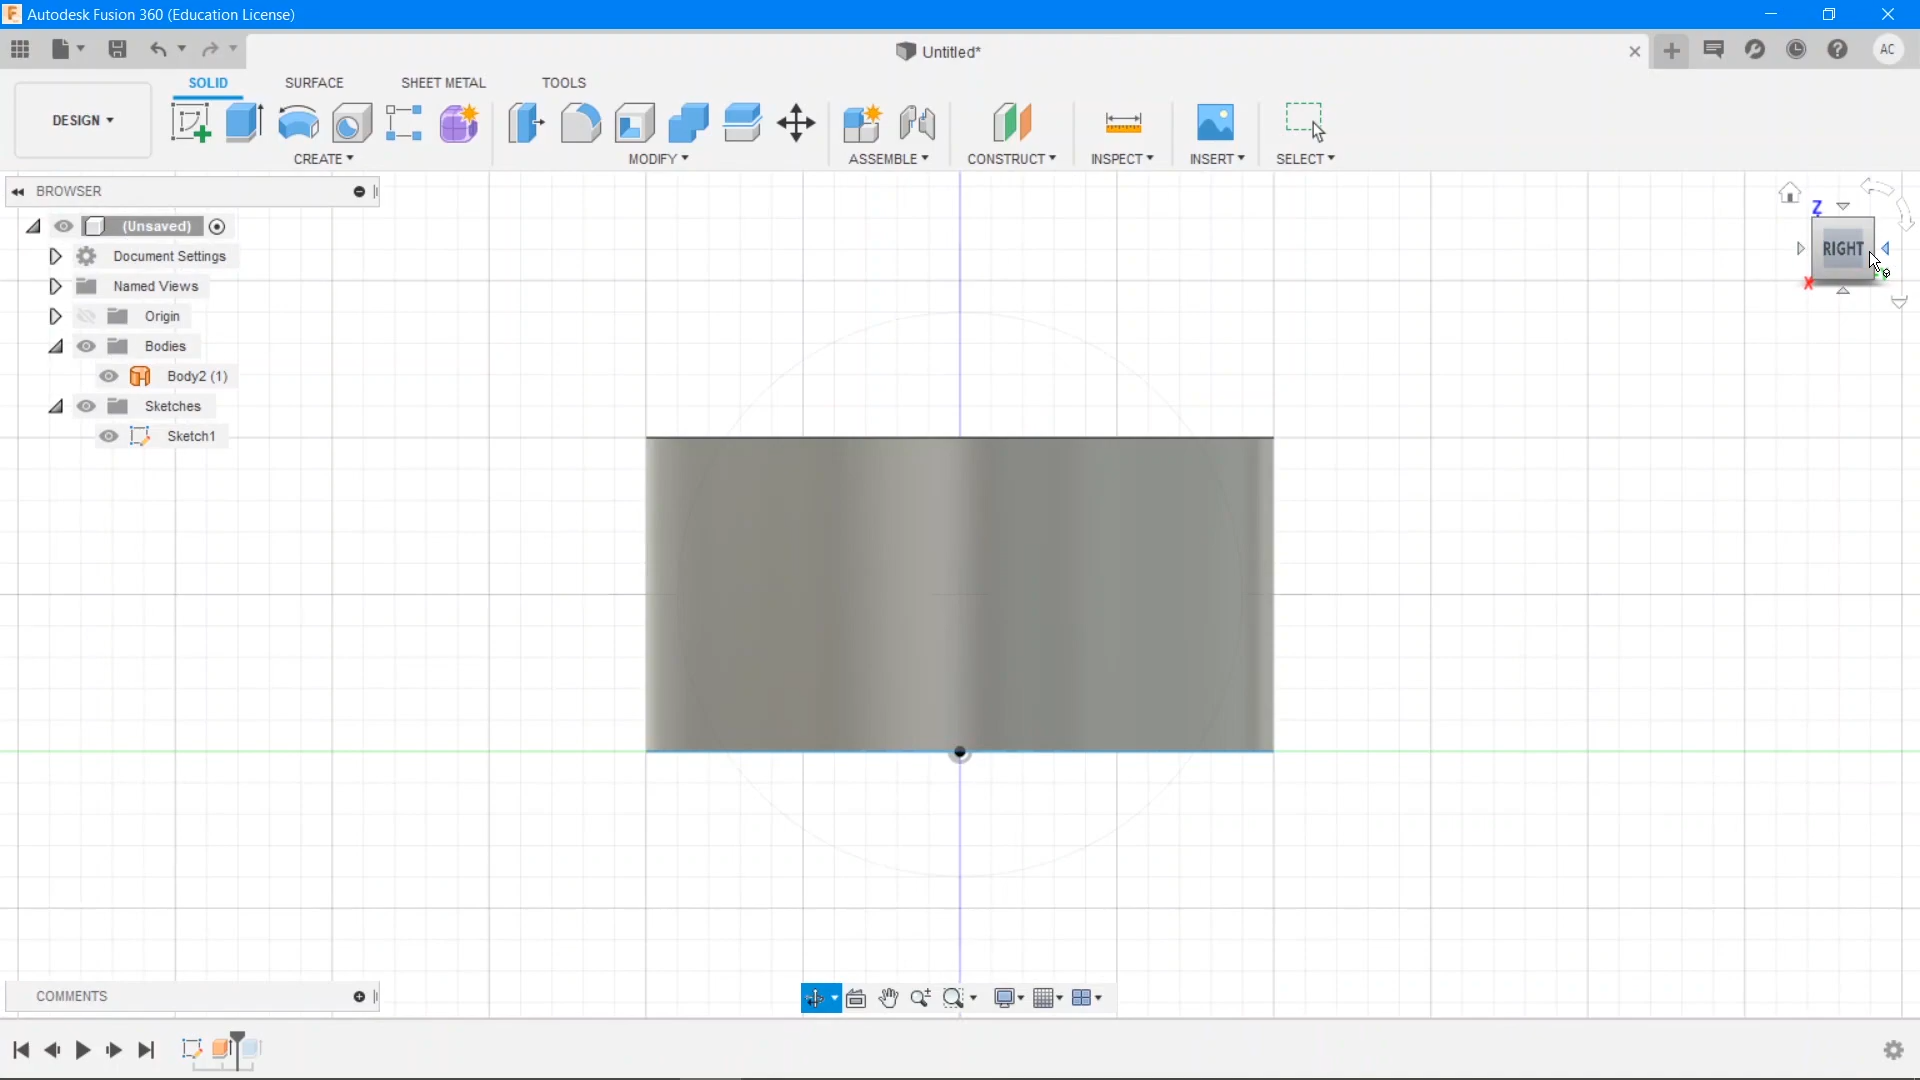 Autodesk Fusion 360 (Education License)
Untitled*
AC
SOLID SURFACE SHEET METAL TOOLS
DESIGN
CREATE MODIFY ASSEMBLE CONSTRUCT INSPECT INSERT SELECT
BROWSER
(Unsaved)
Document Settings
Named Views
Origin
Bodies
Body2 (1)
Sketches
Sketch1
Z
RIGHT
X
COMMENTS